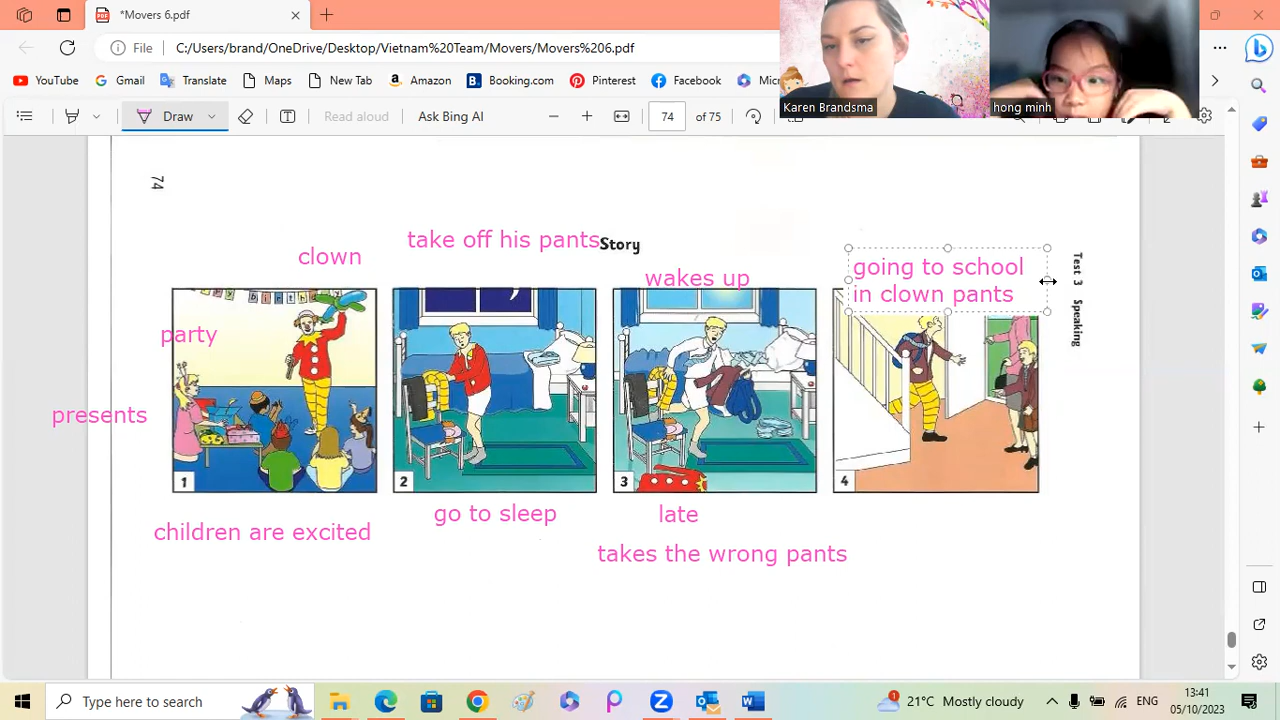 *Movers 6.pdf
File
C:/Users/brand/OneDrive/Desktop/Vietnam%20Team/Movers/Movers%206.pdf
YouTube
Gmail
Translate
Maps
New Tab
Amazon
Booking.com
Pinterest
Facebook
Draw
Read aloud
Ask Bing AI
74
of 75
Karen Brandsma
hong minh
74
Story
Test 3 Speaking
clown
take off his pants
wakes up
going to school
in clown pants
party
presents
1
2
3
4
children are excited
go to sleep
late
takes the wrong pants
Type here to search
1
21°C Mostly cloudy
ENG
13:41
05/10/2023